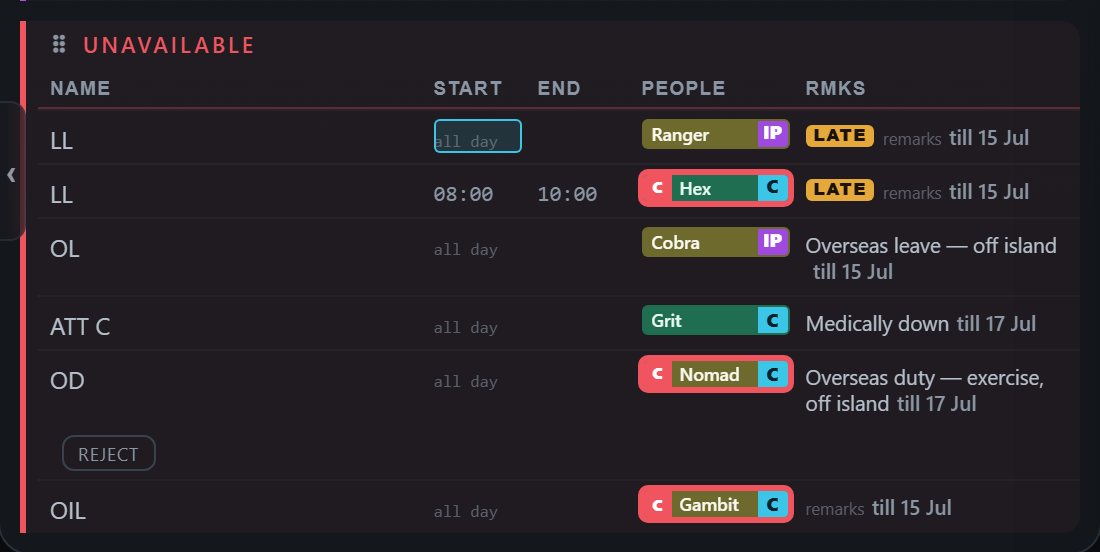 UNAVAILABLE
NAME START END PEOPLE RMKS
LL all day Ranger IP LATE remarks till 15 Jul
LL 08:00 10:00 C Hex C LATE remarks till 15 Jul
OL all day Cobra IP Overseas leave — off island
till 15 Jul
ATT C all day Grit C Medically down till 17 Jul
OD all day C Nomad C Overseas duty — exercise,
off island till 17 Jul
REJECT
OIL all day C Gambit C remarks till 15 Jul